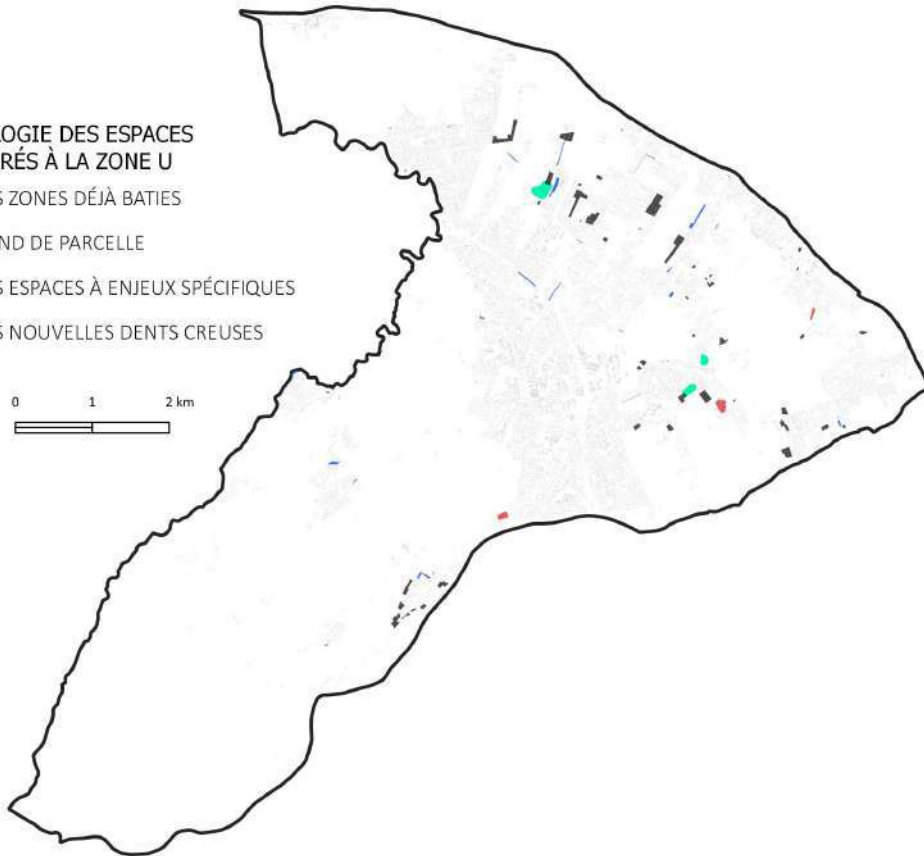 LOGIE DES ESPACES
RÉS À LA ZONE U
S ZONES DÉJÀ BATIES
ND DE PARCELLE
S ESPACES À ENJEUX SPÉCIFIQUES
S NOUVELLES DENTS CREUSES
0 1 2 km